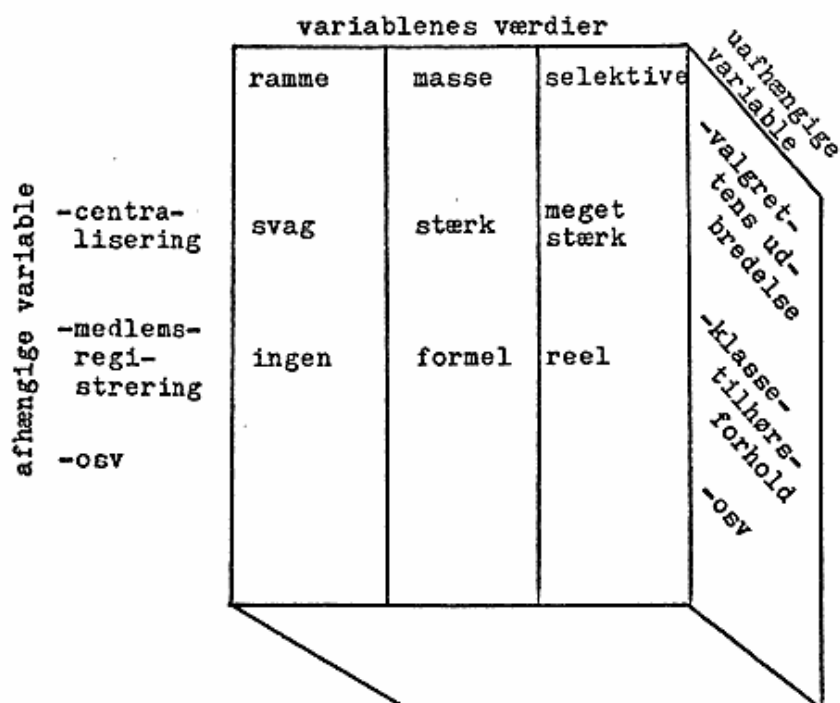 variablenes værdier
ramme masse selektive
uafhængige
variable
afhængige variable
-centra-
lisering
svag stærk meget
stærk
-medlems-
regi-
strering
ingen formel reel
-osv
-valgret-
tens ud-
bredelse
-klasse-
tilhørs-
forhold
-osv